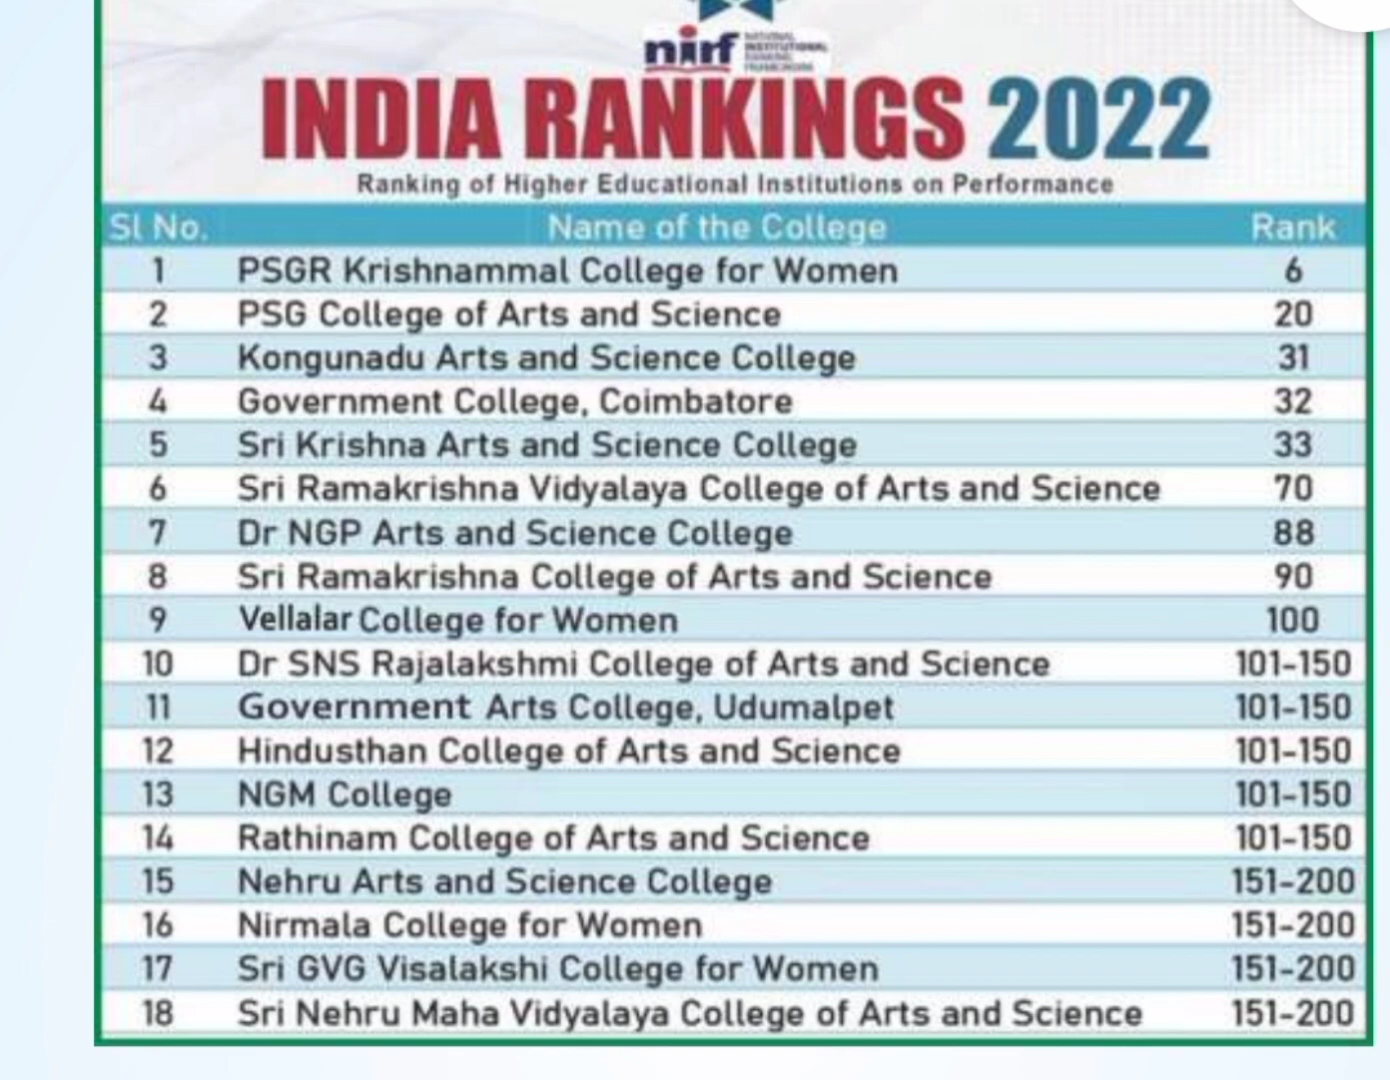 nirf NATIONAL
INSTITUTIONAL
RANKING
FRAMEWORK
INDIA RANKINGS 2022
Ranking of Higher Educational Institutions on Performance
Sl No. Name of the College Rank
1 PSGR Krishnammal College for Women 6
2 PSG College of Arts and Science 20
3 Kongunadu Arts and Science College 31
4 Government College, Coimbatore 32
5 Sri Krishna Arts and Science College 33
6 Sri Ramakrishna Vidyalaya College of Arts and Science 70
7 Dr NGP Arts and Science College 88
8 Sri Ramakrishna College of Arts and Science 90
9 Vellalar College for Women 100
10 Dr SNS Rajalakshmi College of Arts and Science 101-150
11 Government Arts College, Udumalpet 101-150
12 Hindusthan College of Arts and Science 101-150
13 NGM College 101-150
14 Rathinam College of Arts and Science 101-150
15 Nehru Arts and Science College 151-200
16 Nirmala College for Women 151-200
17 Sri GVG Visalakshi College for Women 151-200
18 Sri Nehru Maha Vidyalaya College of Arts and Science 151-200